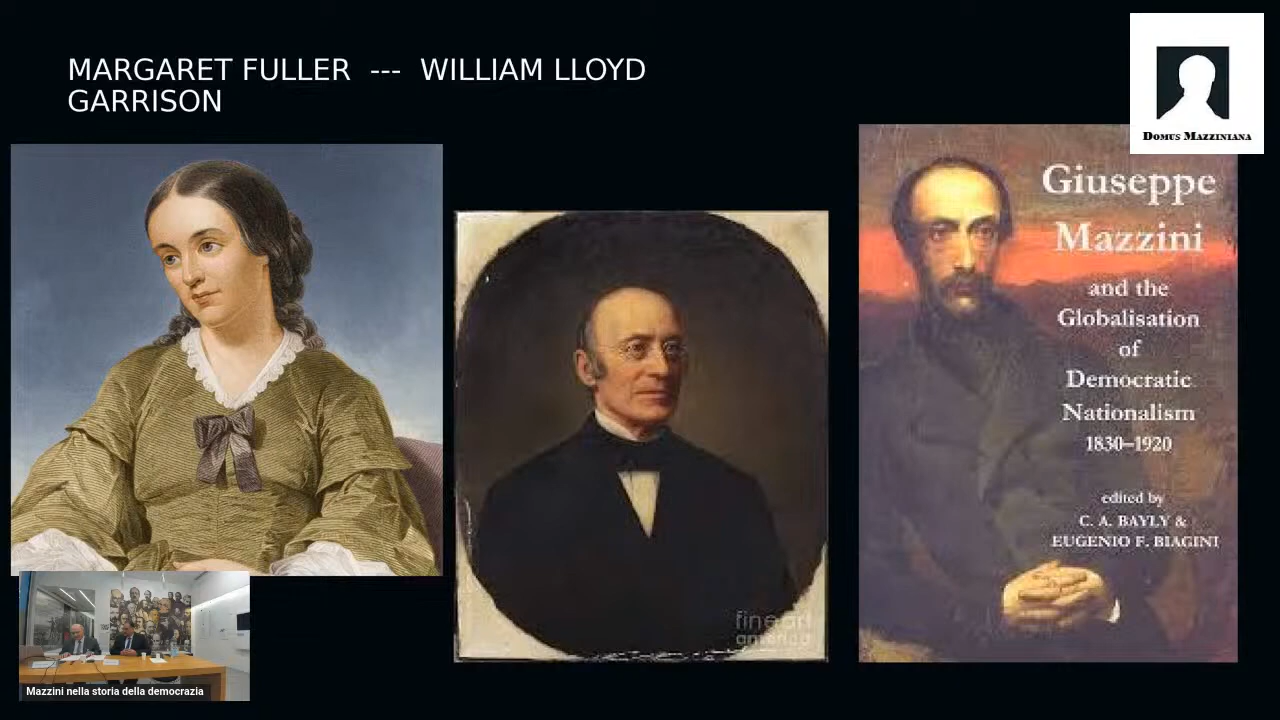 MARGARET FULLER --- WILLIAM LLOYD
GARRISON
DOMUS MAZZINIANA
Giuseppe
Mazzini
and the
Globalisation
of
Democratic
Nationalism
1830–1920
edited by
C. A. BAYLY &
EUGENIO F. BIAGINI
fine art
america
Mazzini nella storia della democrazia